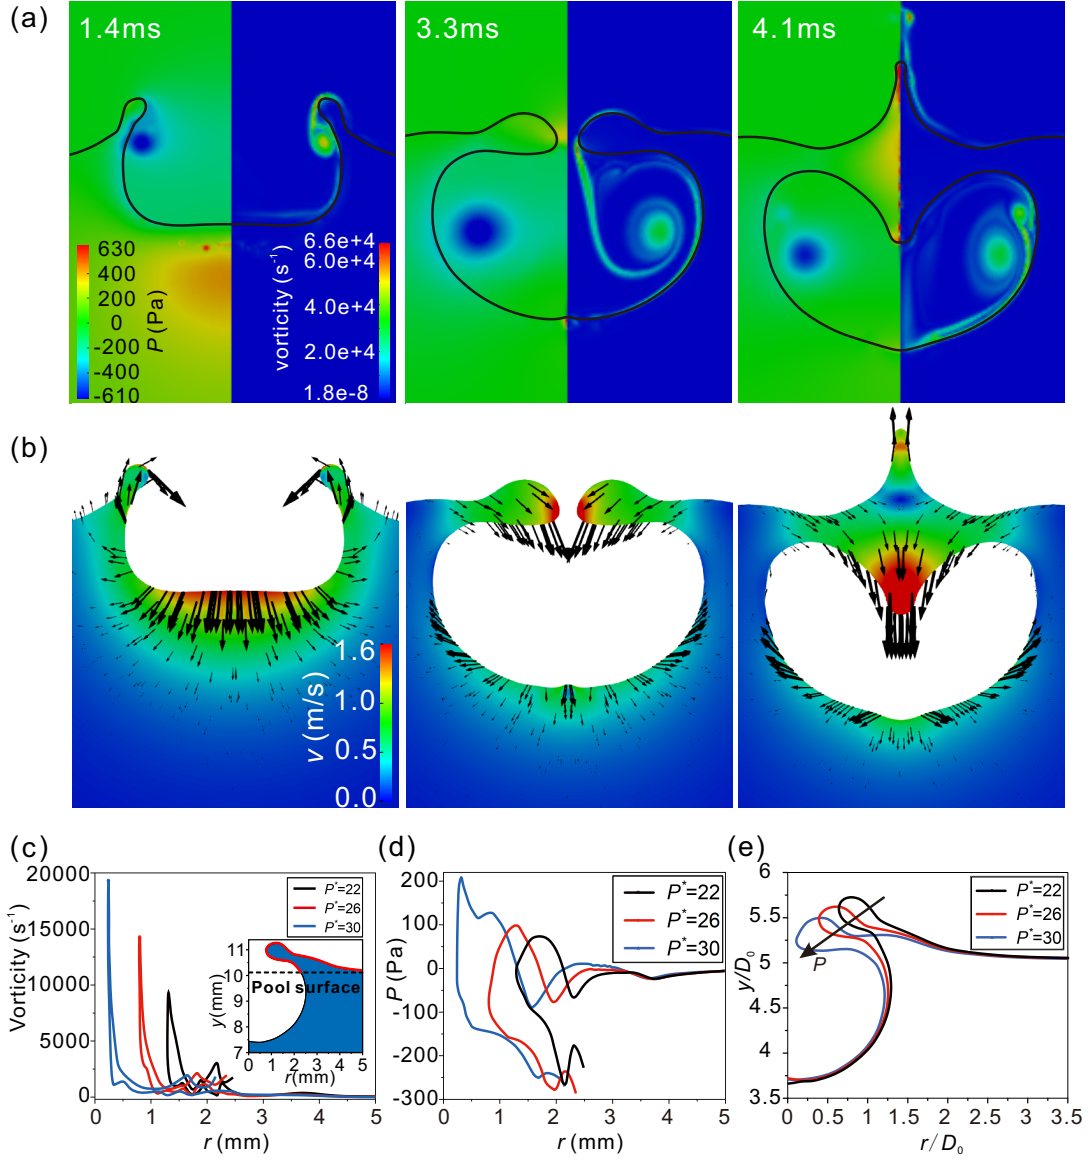 (a)
1.4ms
3.3ms
4.1ms
630
400
200
0
-200
-400
-610
P (Pa)
vorticity (s⁻¹)
6.6e+4
6.0e+4
4.0e+4
2.0e+4
1.8e-8
(b)
1.6
1.0
0.5
0.0
v (m/s)
(c)
20000
15000
10000
5000
0
Vorticity (s⁻¹)
P*=22
P*=26
P*=30
11
10
9
8
7
y(mm)
Pool surface
0 1 2 3 4 5
r(mm)
0 1 2 3 4 5
r (mm)
(d)
200
100
0
-100
-200
-300
P (Pa)
P*=22
P*=26
P*=30
0 1 2 3 4 5
r (mm)
(e)
6
5.5
5
4.5
4
3.5
y/D₀
P*=22
P*=26
P*=30
P
0 0.5 1 1.5 2 2.5 3 3.5
r/D₀